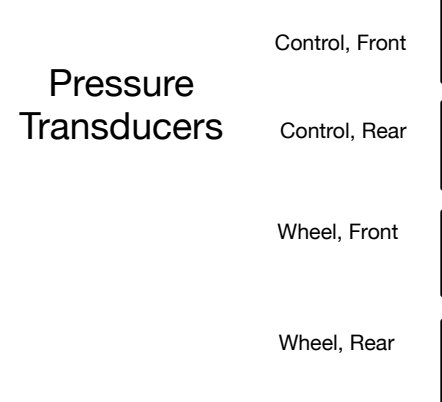 Pressure
Transducers
Control, Front
Control, Rear
Wheel, Front
Wheel, Rear